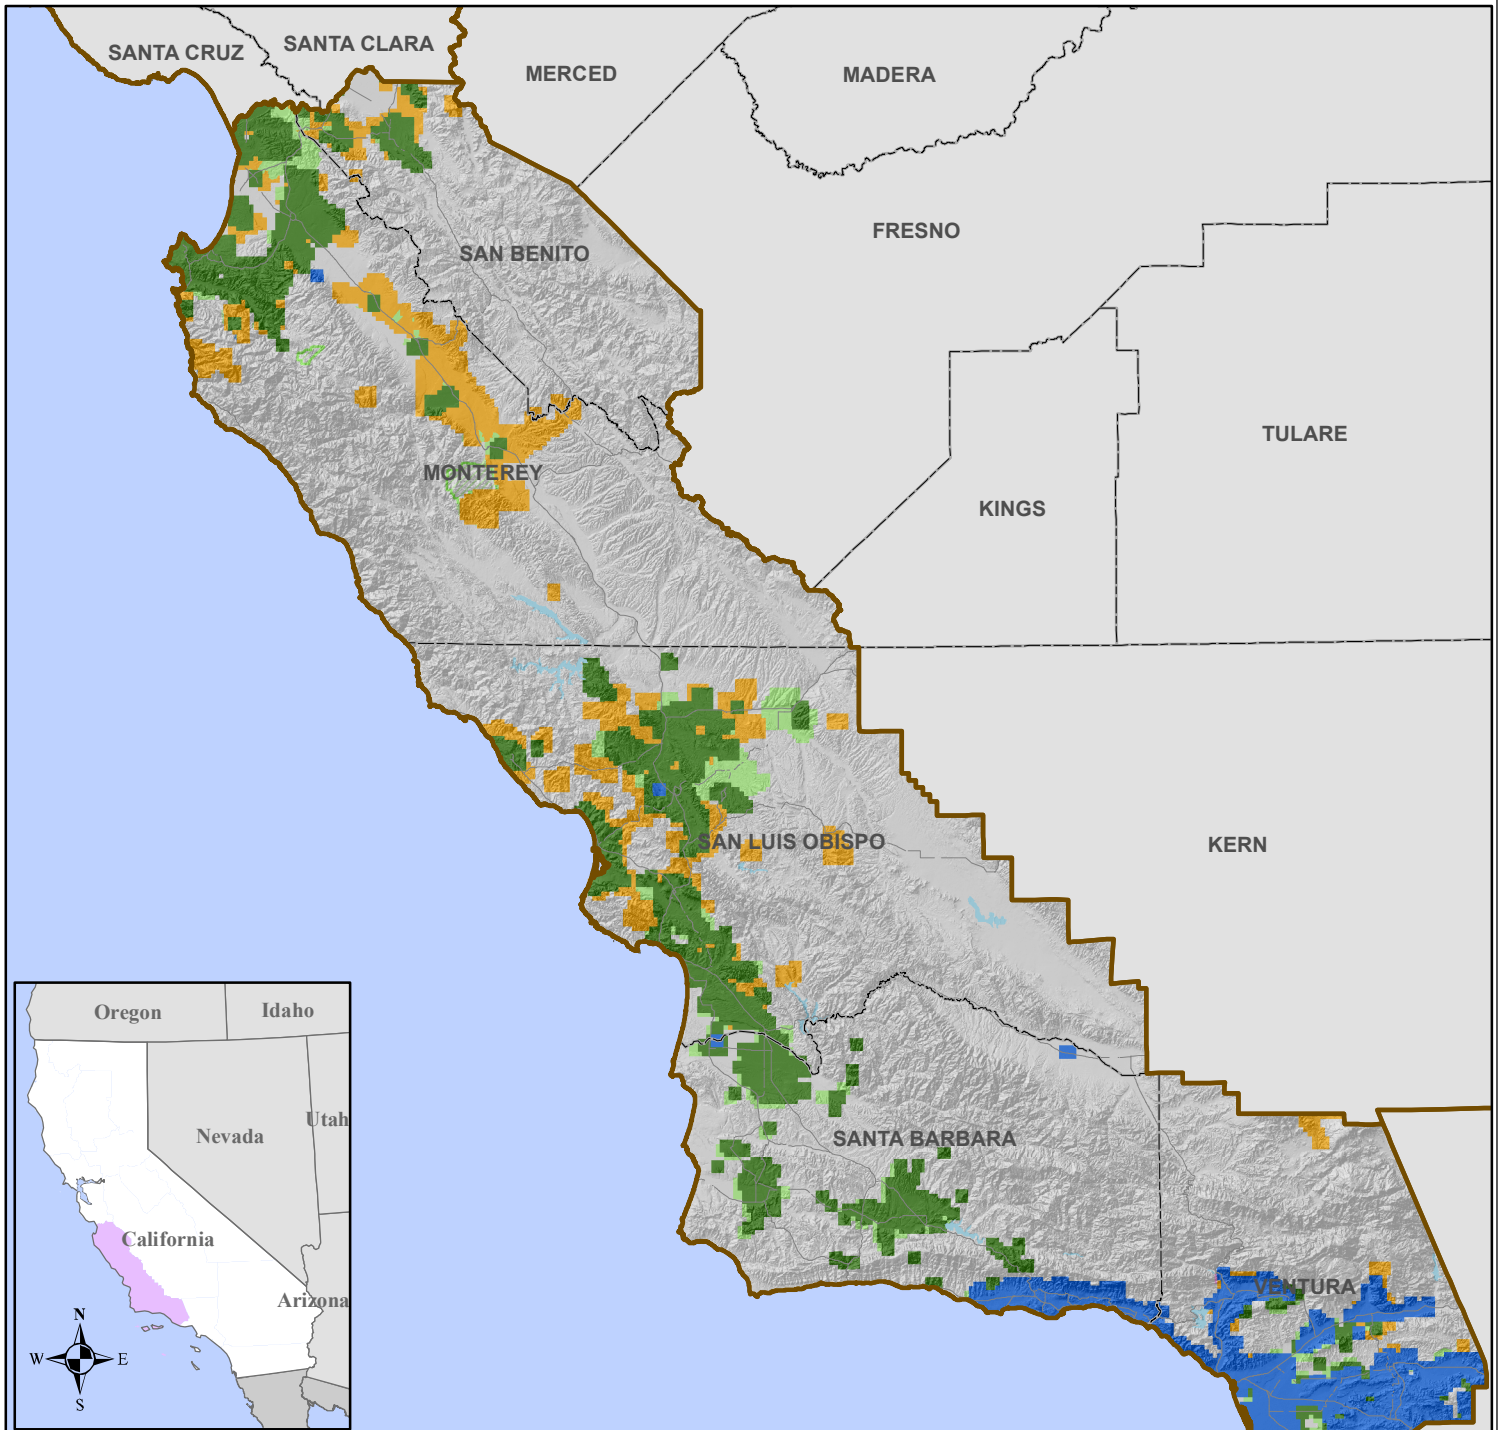 SANTA CRUZ
SANTA CLARA
MERCED
MADERA
FRESNO
SAN BENITO
TULARE
MONTEREY
KINGS
SAN LUIS OBISPO
KERN
SANTA BARBARA
VENTURA
Oregon
Idaho
Nevada
Utah
California
Arizona
N
W
E
S